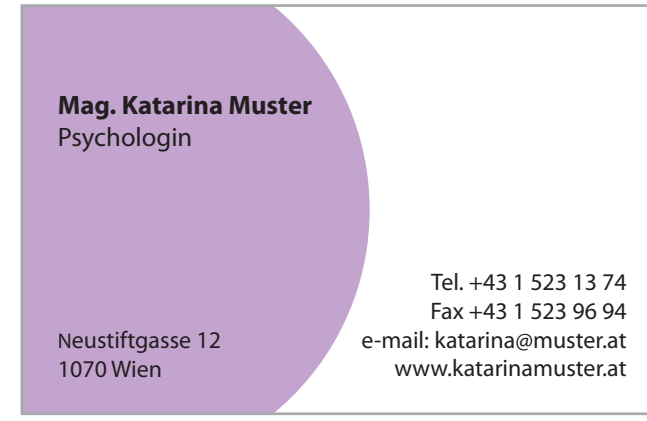 Mag. Katarina Muster
Psychologin
Neustiftgasse 12
1070 Wien
Tel. +43 1 523 13 74
Fax +43 1 523 96 94
e-mail: katarina@muster.at
www.katarinamuster.at